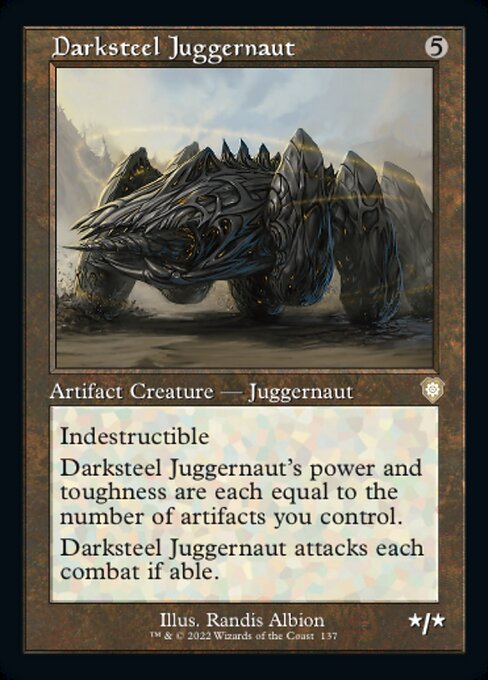 Darksteel Juggernaut 5
Artifact Creature — Juggernaut
Indestructible
Darksteel Juggernaut's power and
toughness are each equal to the
number of artifacts you control.
Darksteel Juggernaut attacks each
combat if able.
Illus. Randis Albion
™ & © 2022 Wizards of the Coast 137
★/★